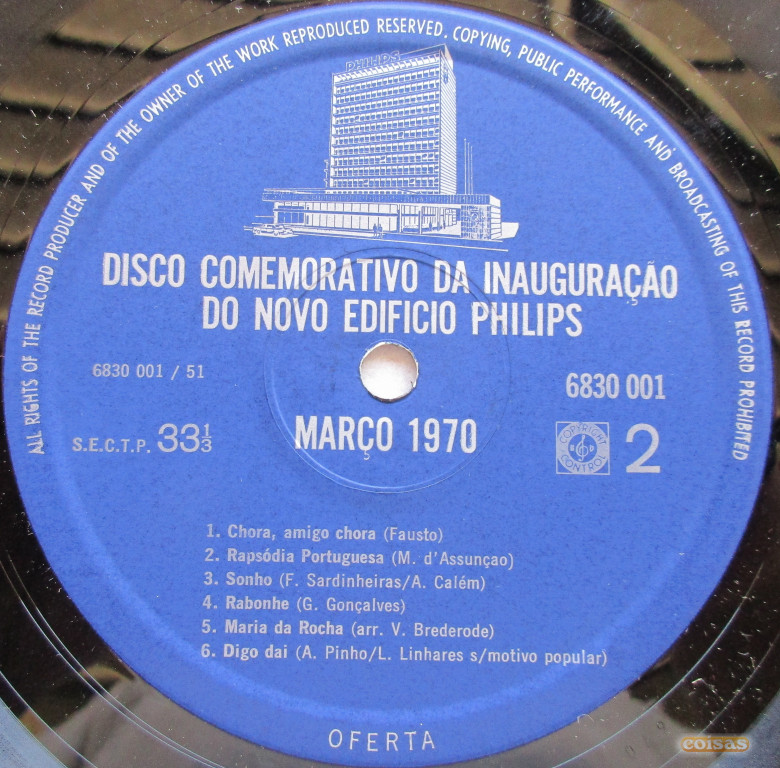 ALL RIGHTS OF THE RECORD PRODUCER AND OF THE OWNER OF THE WORK REPRODUCED RESERVED. COPYING, PUBLIC PERFORMANCE AND BROADCASTING OF THIS RECORD PROHIBITED
PHILIPS
DISCO COMEMORATIVO DA INAUGURAÇÃO
DO NOVO EDIFICIO PHILIPS
6830 001 / 51
6830 001
S.E.C.T.P. 33⅓
MARÇO 1970
COPYRIGHT
B D
CONTROL
2
1. Chora, amigo chora (Fausto)
2. Rapsódia Portuguesa (M. d'Assunçao)
3. Sonho (F. Sardinheiras/A. Calém)
4. Rabonhe (G. Gonçalves)
5. Maria da Rocha (arr. V. Brederode)
6. Digo dai (A. Pinho/L. Linhares s/motivo popular)
OFERTA
coisas